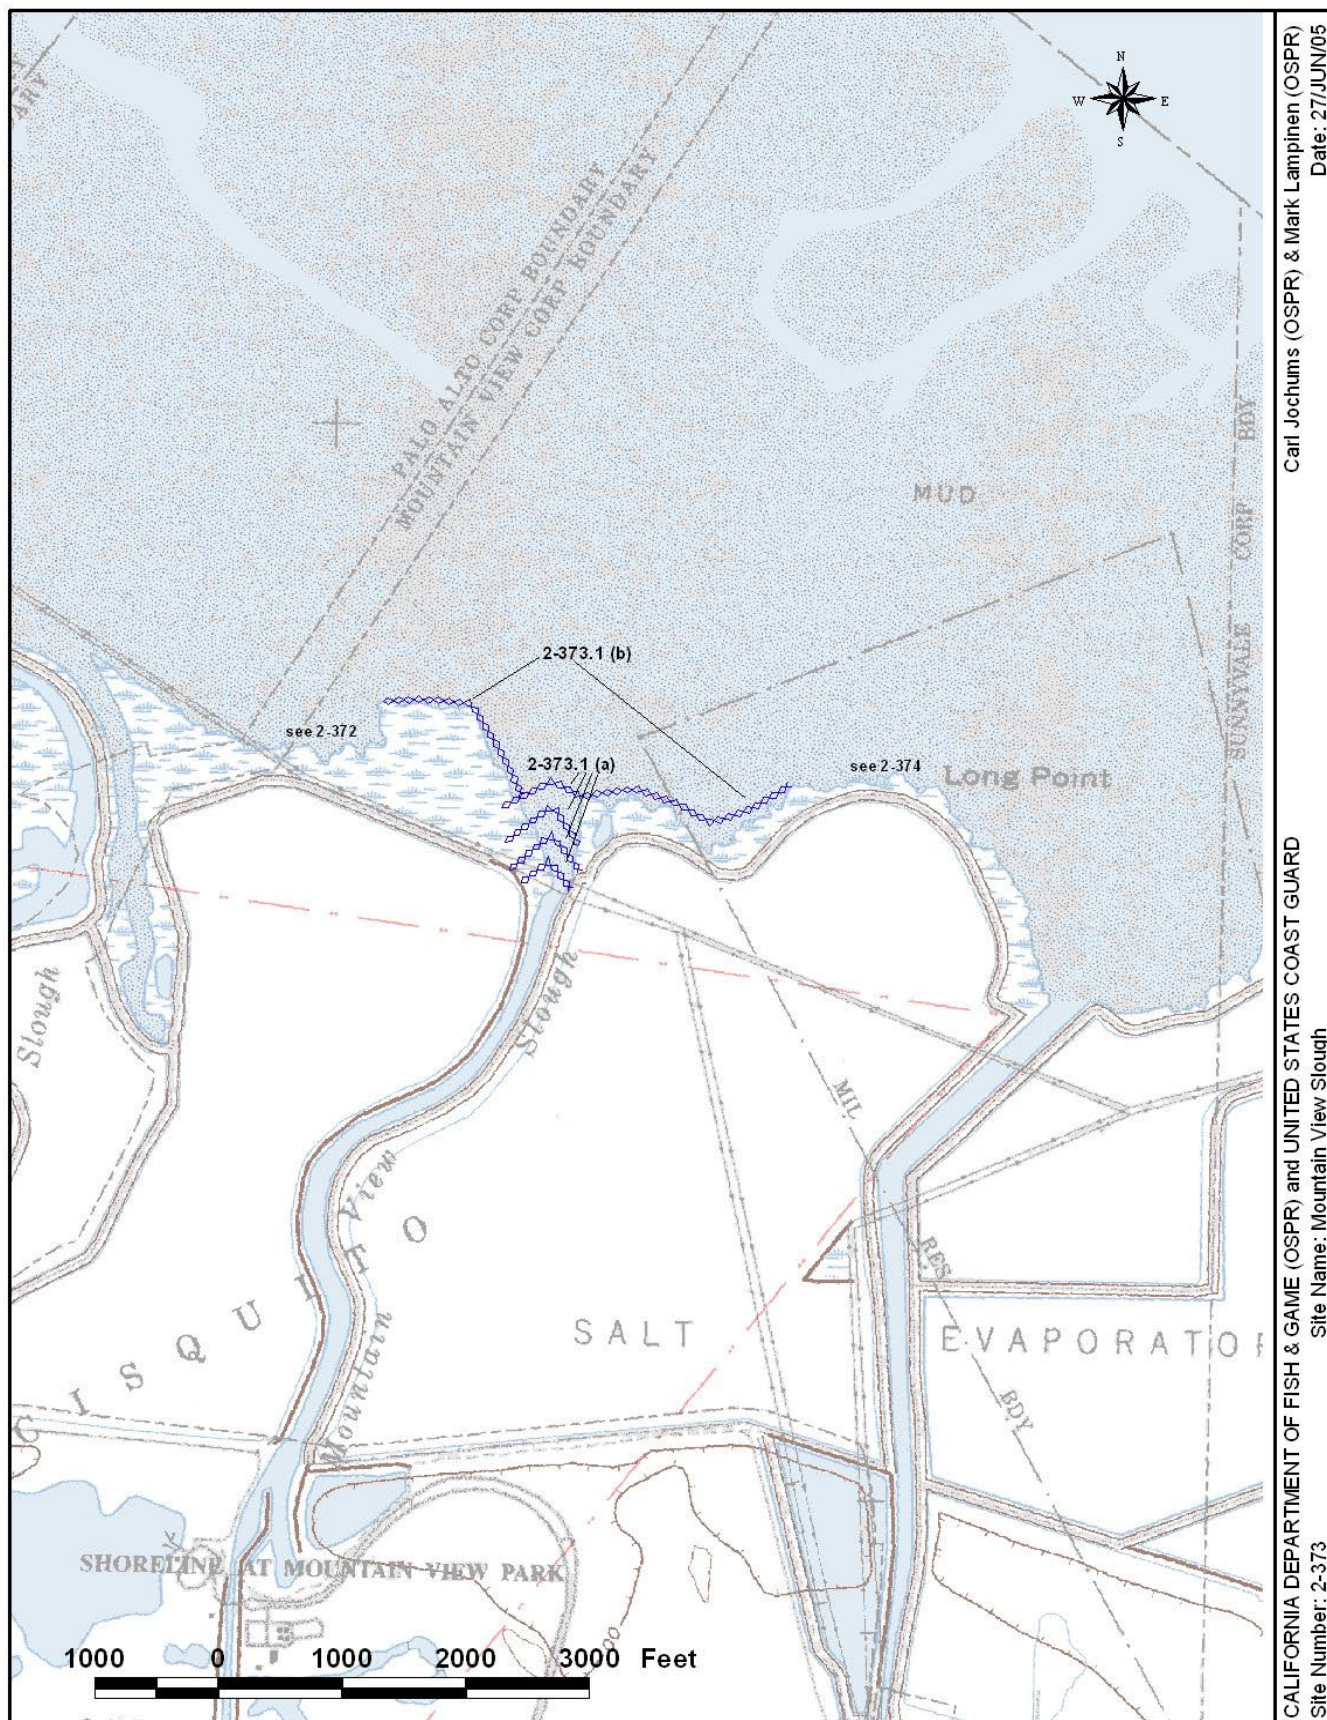 N
W E
S
PALO ALTO CORP BOUNDARY
MOUNTAIN VIEW CORP BOUNDARY
ARY
MUD
SUNNYVALE CORP BDY
2-373.1 (b)
see 2-372
2-373.1 (a)
see 2-374
Long Point
Slough
Mountain View Slough
MIL RES BDY
CISQUITO
SALT EVAPORATOR
SHORELINE AT MOUNTAIN VIEW PARK
1000 0 1000 2000 3000 Feet
CALIFORNIA DEPARTMENT OF FISH & GAME (OSPR) and UNITED STATES COAST GUARD Carl Jochums (OSPR) & Mark Lampinen (OSPR)
Site Number: 2-373 Site Name: Mountain View Slough Date: 27/JUN/05